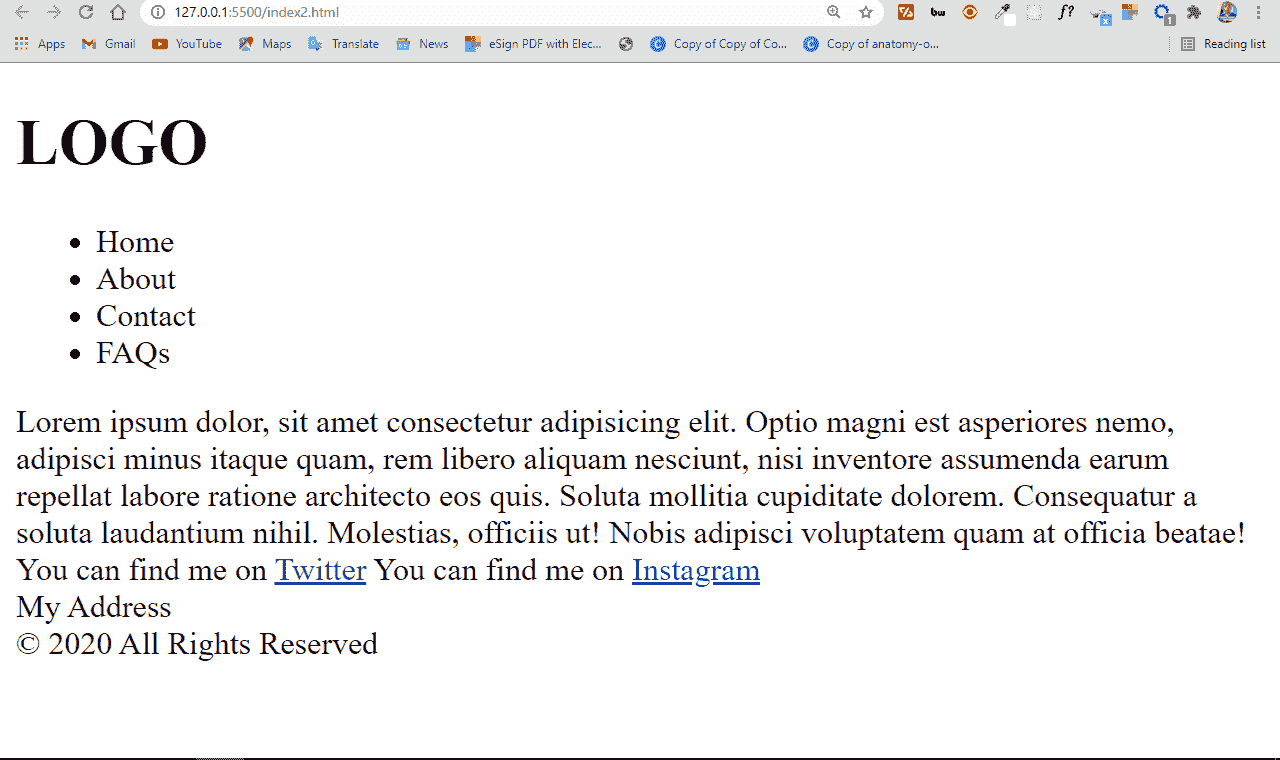 127.0.0.1:5500/index2.html
bw
f?
x
1
Apps Gmail YouTube Maps Translate News eSign PDF with Elec... Copy of Copy of Co... Copy of anatomy-o... Reading list
LOGO
Home
About
Contact
FAQs
Lorem ipsum dolor, sit amet consectetur adipisicing elit. Optio magni est asperiores nemo,
adipisci minus itaque quam, rem libero aliquam nesciunt, nisi inventore assumenda earum
repellat labore ratione architecto eos quis. Soluta mollitia cupiditate dolorem. Consequatur a
soluta laudantium nihil. Molestias, officiis ut! Nobis adipisci voluptatem quam at officia beatae!
You can find me on Twitter You can find me on Instagram
My Address
© 2020 All Rights Reserved